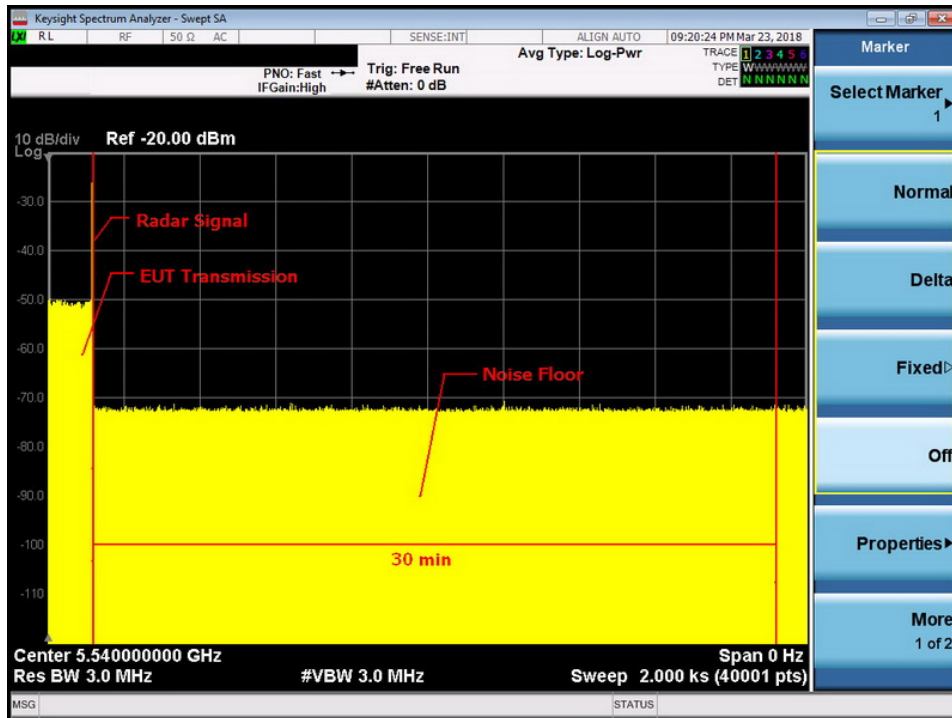 Keysight Spectrum Analyzer - Swept SA
LXI RL RF 50 Ω AC SENSE:INT ALIGN AUTO 09:20:24 PM Mar 23, 2018
Avg Type: Log-Pwr
TRACE 1 2 3 4 5 6
PNO: Fast Trig: Free Run
TYPE WWWWWW
IFGain:High #Atten: 0 dB
DET N N N N N N
10 dB/div Ref -20.00 dBm
Log
-30.0
-40.0
-50.0
-60.0
-70.0
-80.0
-90.0
-100
-110
Radar Signal
EUT Transmission
Noise Floor
30 min
Center 5.540000000 GHz Span 0 Hz
Res BW 3.0 MHz #VBW 3.0 MHz Sweep 2.000 ks (40001 pts)
MSG STATUS
Marker
Select Marker
1
Normal
Delta
Fixed
Off
Properties
More
1 of 2